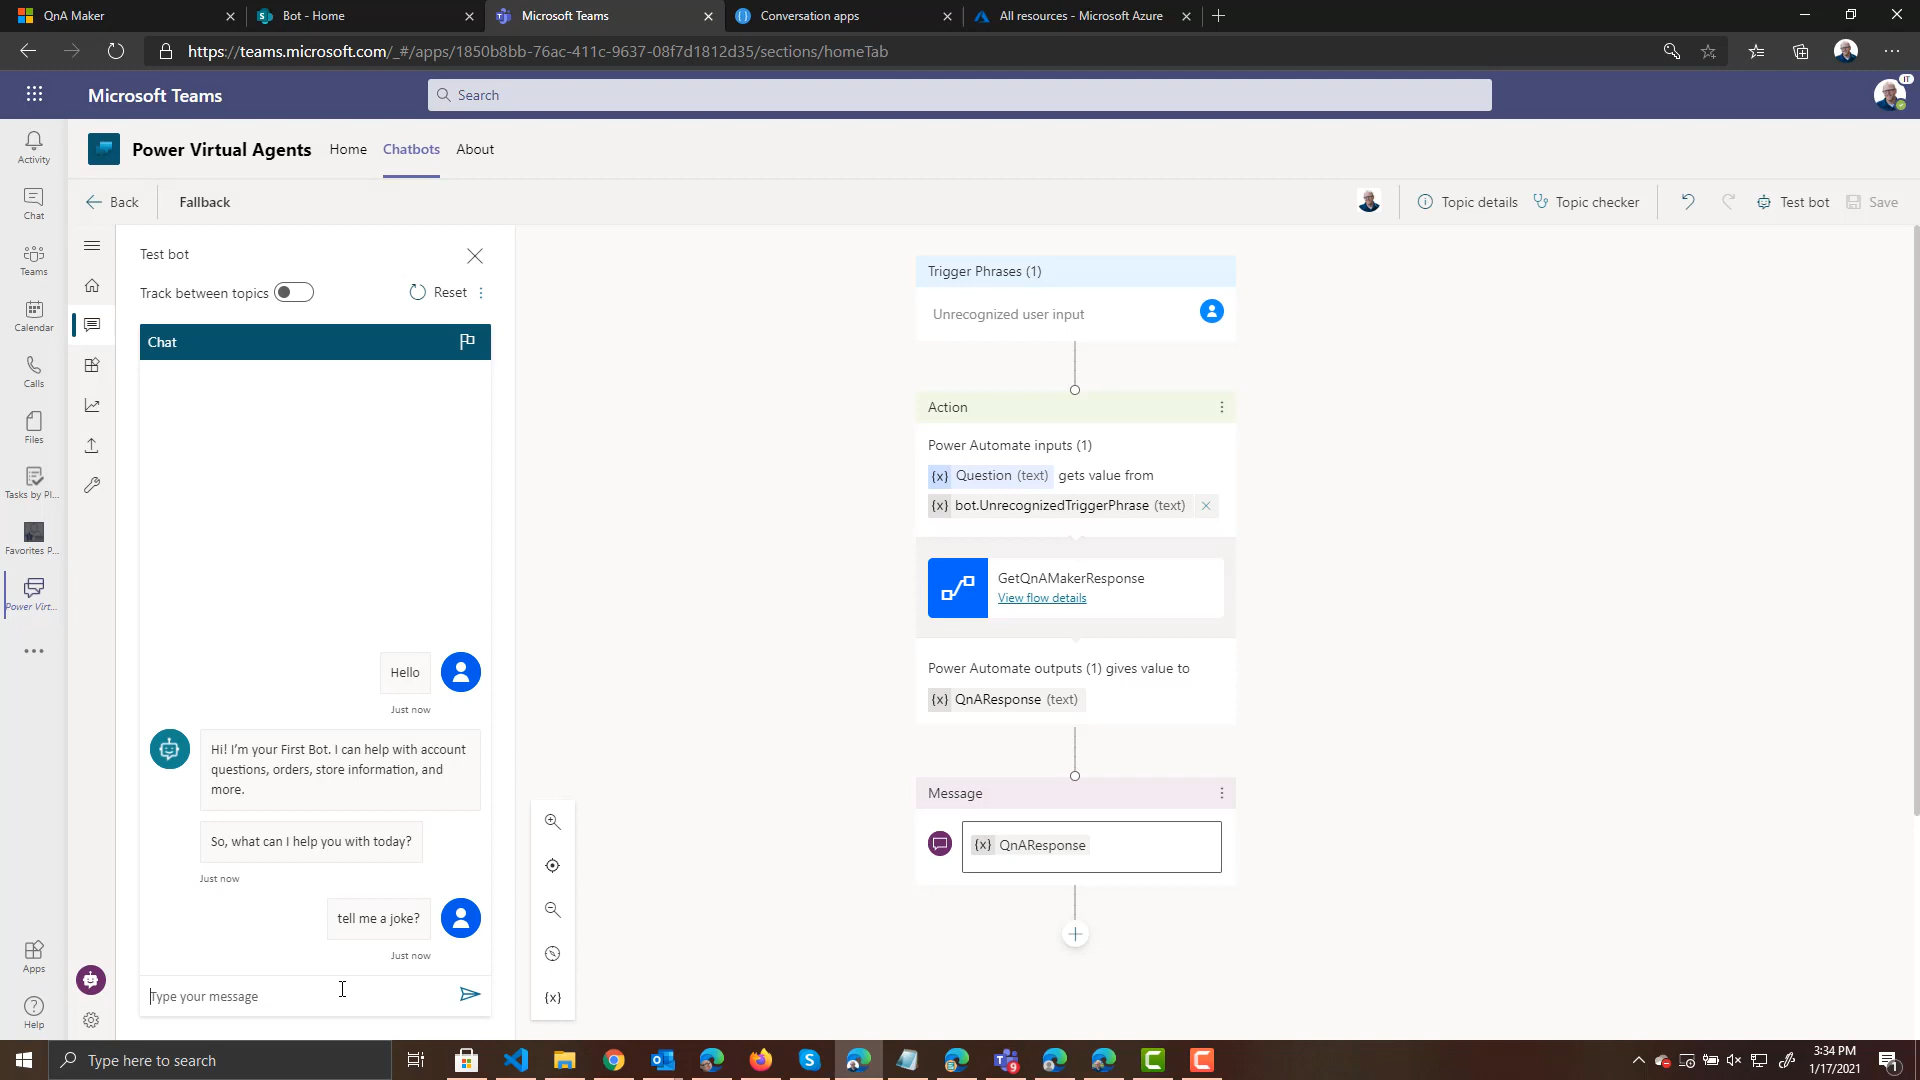 QnA Maker
Bot - Home
Microsoft Teams
Conversation apps
All resources - Microsoft Azure
https://teams.microsoft.com/_#/apps/1850b8bb-76ac-411c-9637-08f7d1812d35/sections/homeTab
Microsoft Teams
Search
IT
Activity
Chat
Teams
Calendar
Calls
Files
Tasks by Pl...
Favorites P...
Power Virt...
Apps
Help
Power Virtual Agents
Home
Chatbots
About
Back
Fallback
Topic details
Topic checker
Test bot
Save
Test bot
Track between topics
Reset
Chat
Hello
Just now
Hi! I'm your First Bot. I can help with account
questions, orders, store information, and
more.
So, what can I help you with today?
Just now
tell me a joke?
Just now
Type your message
{x}
Trigger Phrases (1)
Unrecognized user input
Action
Power Automate inputs (1)
{x} Question (text) gets value from
{x} bot.UnrecognizedTriggerPhrase (text)
GetQnAMakerResponse
View flow details
Power Automate outputs (1) gives value to
{x} QnAResponse (text)
Message
{x} QnAResponse
Type here to search
9
3:34 PM
1/17/2021
1